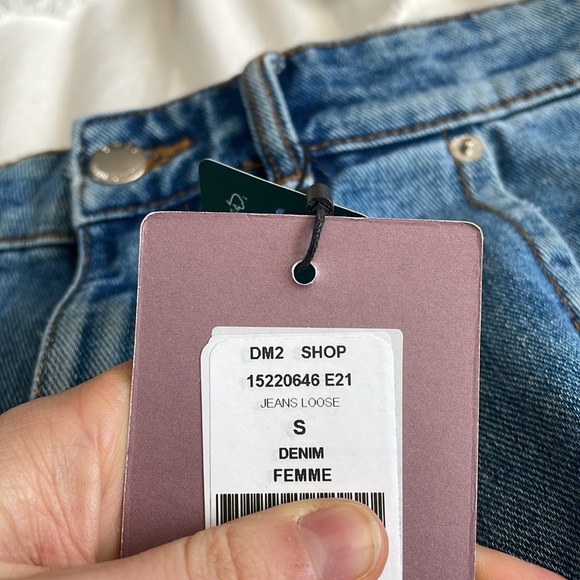 DM2 SHOP
15220646 E21
JEANS LOOSE
S
DENIM
FEMME